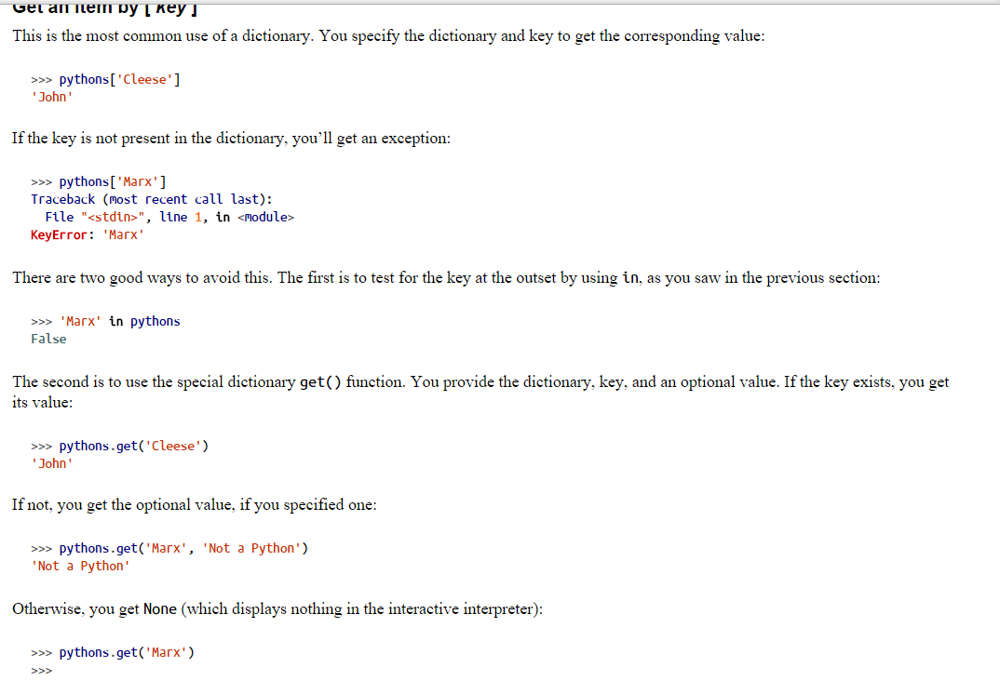 Get an item by [ key ]
This is the most common use of a dictionary. You specify the dictionary and key to get the corresponding value:
>>> pythons['Cleese']
'John'
If the key is not present in the dictionary, you’ll get an exception:
>>> pythons['Marx']
Traceback (most recent call last):
  File "<stdin>", line 1, in <module>
KeyError: 'Marx'
There are two good ways to avoid this. The first is to test for the key at the outset by using in, as you saw in the previous section:
>>> 'Marx' in pythons
False
The second is to use the special dictionary get() function. You provide the dictionary, key, and an optional value. If the key exists, you get
its value:
>>> pythons.get('Cleese')
'John'
If not, you get the optional value, if you specified one:
>>> pythons.get('Marx', 'Not a Python')
'Not a Python'
Otherwise, you get None (which displays nothing in the interactive interpreter):
>>> pythons.get('Marx')
>>>